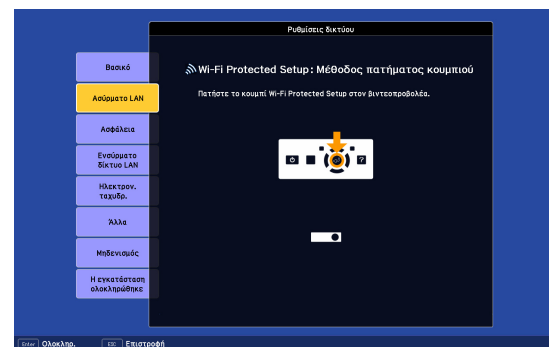 Ρυθμίσεις δικτύου
Βασικό
Ασύρματο LAN
Ασφάλεια
Ενσύρματο
δίκτυο LAN
Ηλεκτρον.
ταχυδρ.
Άλλα
Μηδενισμός
Η εγκατάσταση
ολοκληρώθηκε
Wi-Fi Protected Setup: Μέθοδος πατήματος κουμπιού
Πατήστε το κουμπί Wi-Fi Protected Setup στον βιντεοπροβολέα.
?
Enter Ολοκληρ. ESC Επιστροφή